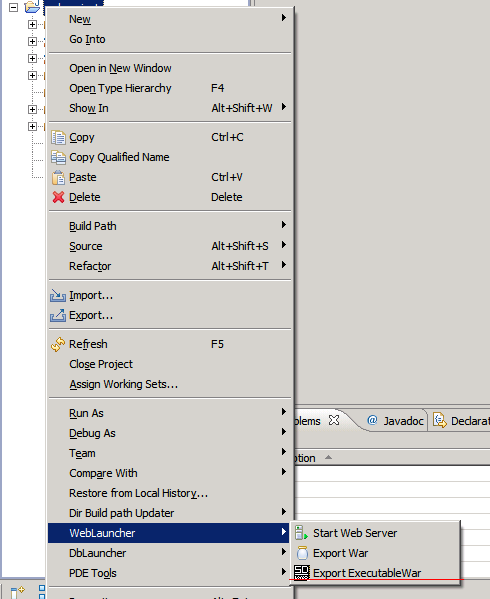 New
Go Into
Open in New Window
Open Type Hierarchy F4
Show In Alt+Shift+W
Copy Ctrl+C
Copy Qualified Name
Paste Ctrl+V
Delete Delete
Build Path
Source Alt+Shift+S
Refactor Alt+Shift+T
Import...
Export...
Refresh F5
Close Project
Assign Working Sets...
Run As
Debug As
Team
Compare With
Restore from Local History...
Dir Build path Updater
WebLauncher
DbLauncher
PDE Tools
blems
@ Javadoc
Declarat
ption
Start Web Server
Export War
Export ExecutableWar